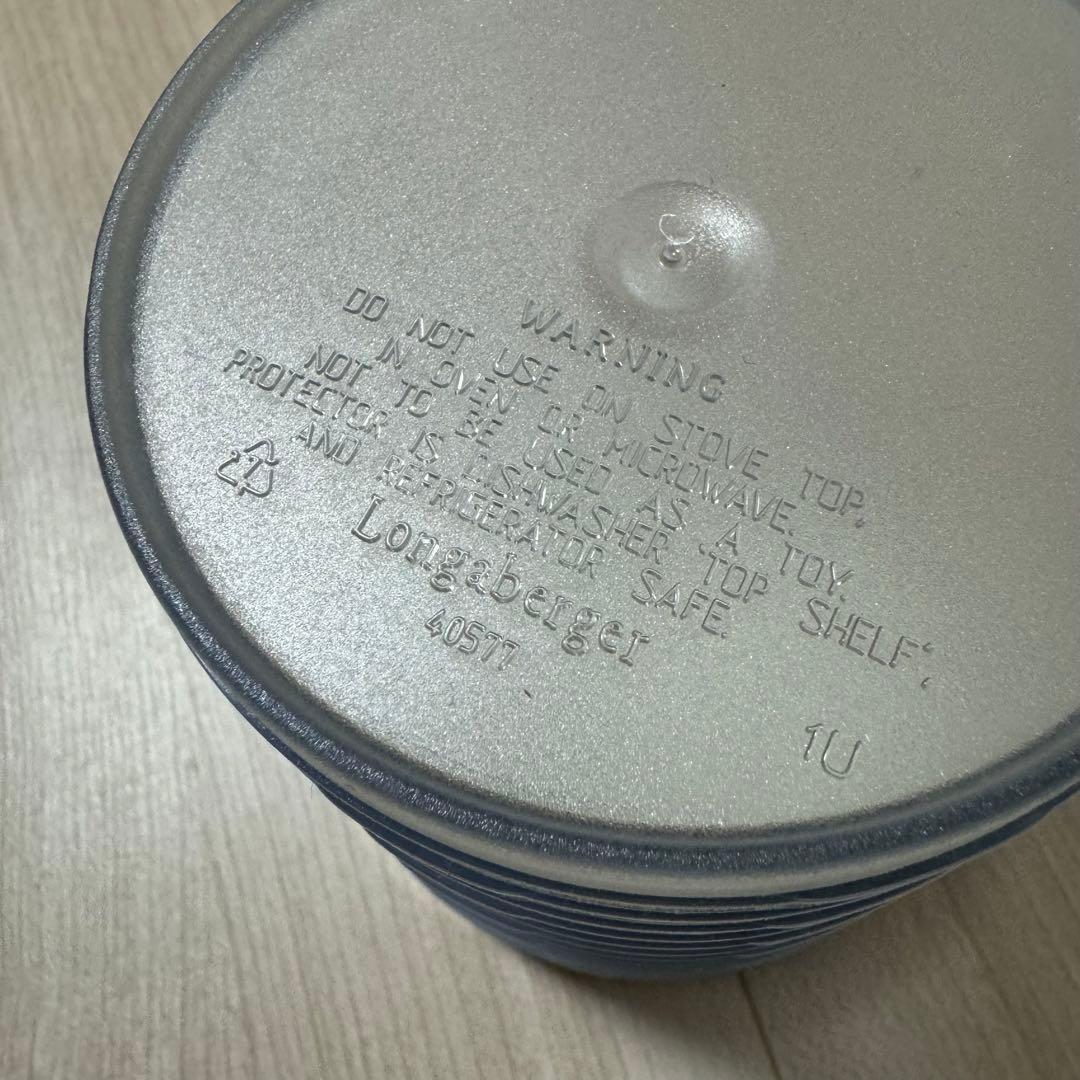 WARNING
DO NOT USE ON STOVE TOP,
IN OVEN OR MICROWAVE.
NOT TO BE USED AS A TOY.
PROTECTOR IS DISHWASHER "TOP SHELF",
AND REFRIGERATOR SAFE.
Longaberger
40577
1U